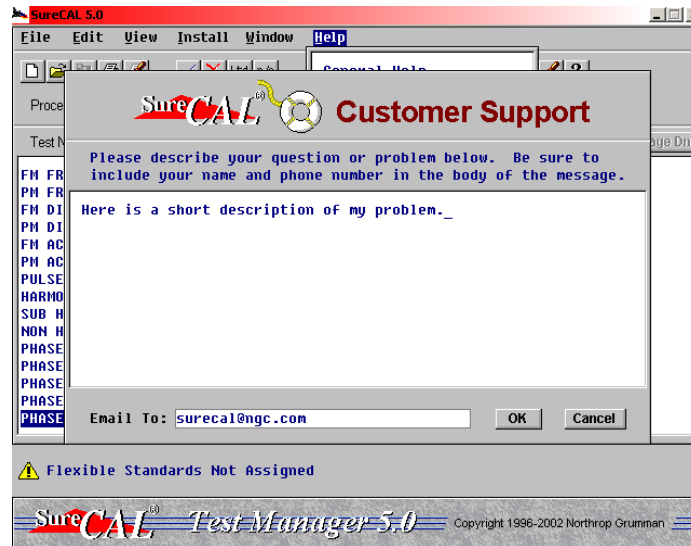 SureCAL 5.0
File Edit View Install Window Help
General Help
Proce
Test N
age Dn
SureCAL® Customer Support
Please describe your question or problem below. Be sure to
include your name and phone number in the body of the message.
Here is a short description of my problem._
FM FR
PM FR
FM DI
PM DI
FM AC
PM AC
PULSE
HARMO
SUB H
NON H
PHASE
PHASE
PHASE
PHASE
PHASE
Email To: surecal@ngc.com OK Cancel
Flexible Standards Not Assigned
SureCAL® Test Manager 5.0 Copyright 1996-2002 Northrop Grumman